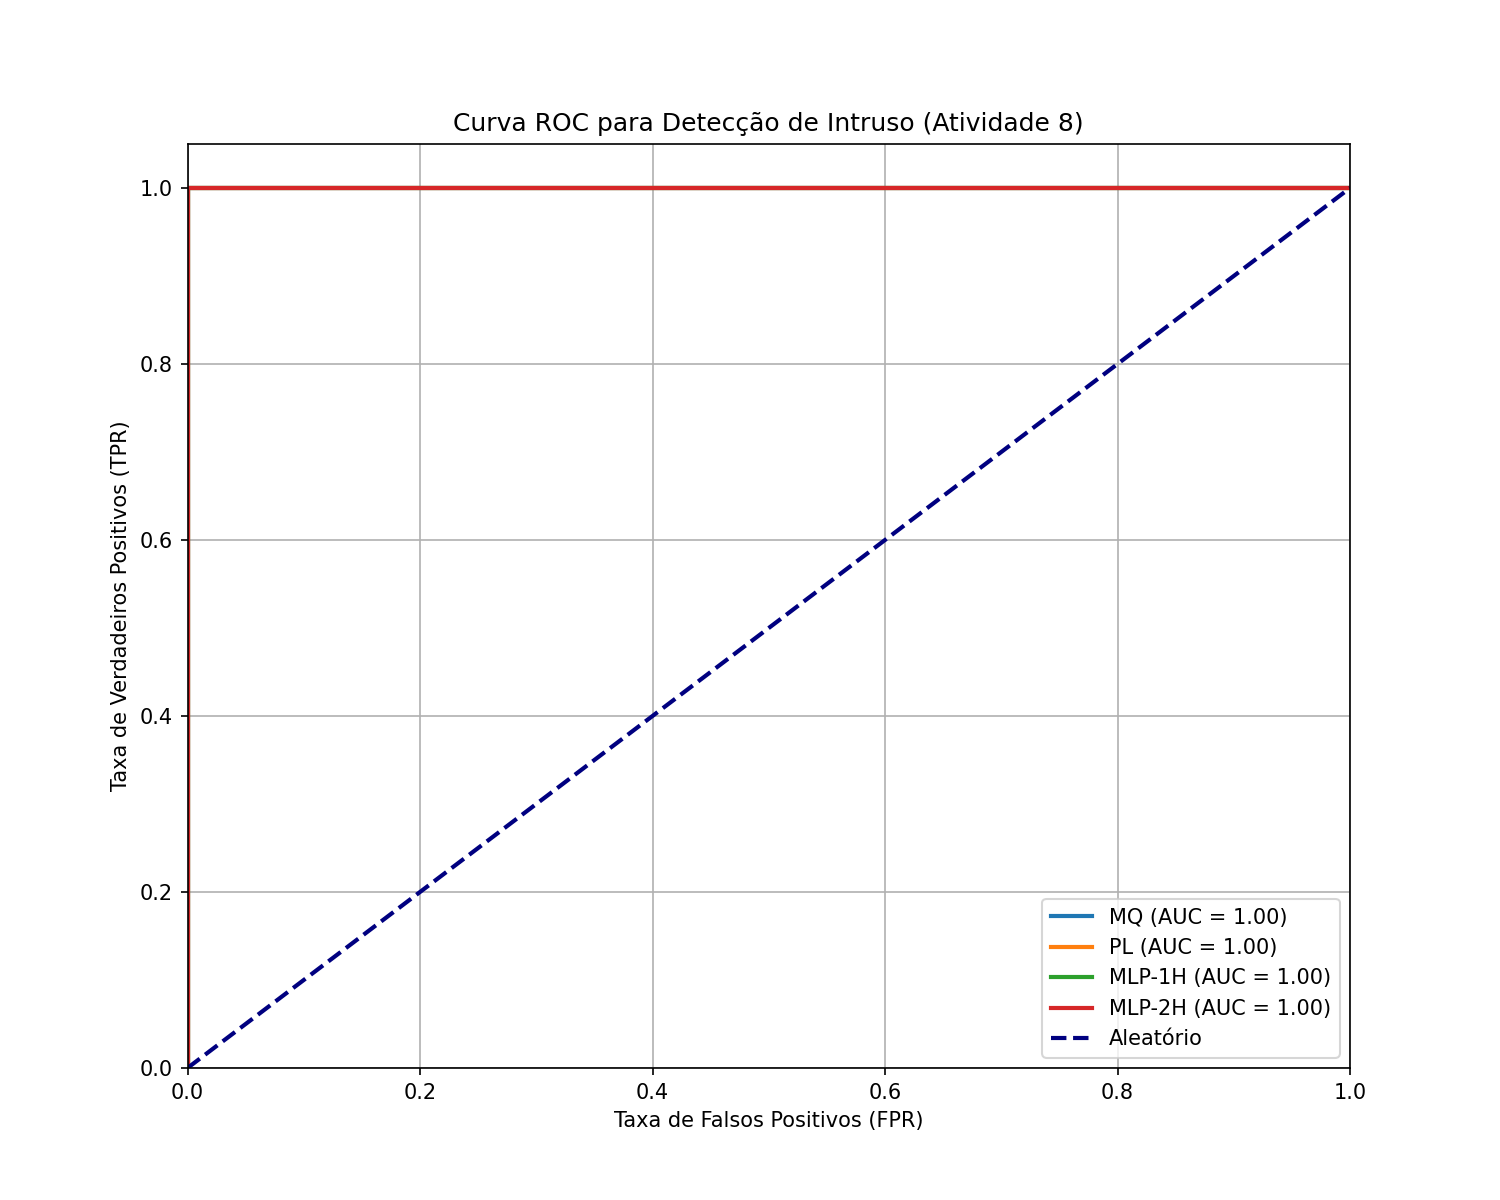 Curva ROC para Detecção de Intruso (Atividade 8)
1.0
0.8
0.6
0.4
0.2
0.0
Taxa de Verdadeiros Positivos (TPR)
MQ (AUC = 1.00)
PL (AUC = 1.00)
MLP-1H (AUC = 1.00)
MLP-2H (AUC = 1.00)
Aleatório
0.0 0.2 0.4 0.6 0.8 1.0
Taxa de Falsos Positivos (FPR)